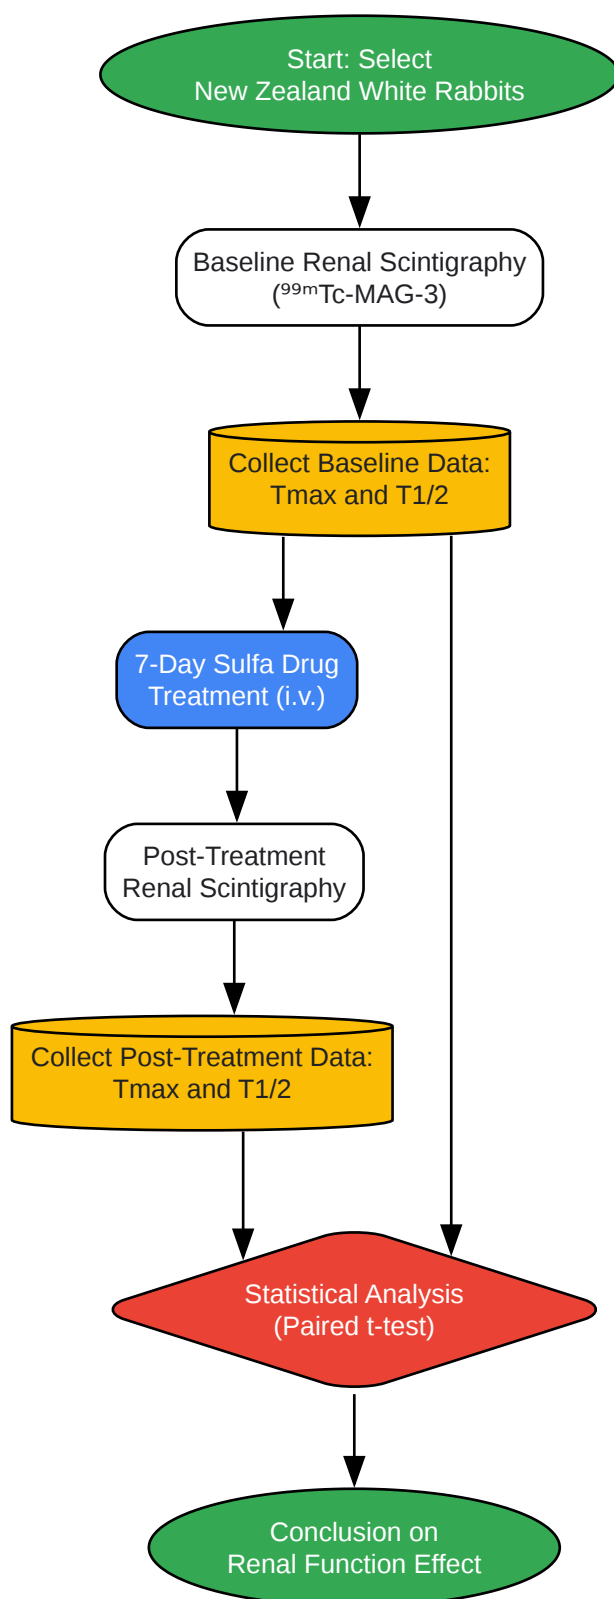 Start: Select
New Zealand White Rabbits
Baseline Renal Scintigraphy
(⁹⁹ᵐTc-MAG-3)
Collect Baseline Data:
Tmax and T1/2
7-Day Sulfa Drug
Treatment (i.v.)
Post-Treatment
Renal Scintigraphy
Collect Post-Treatment Data:
Tmax and T1/2
Statistical Analysis
(Paired t-test)
Conclusion on
Renal Function Effect